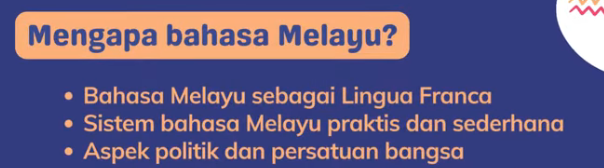 Mengapa bahasa Melayu?
• Bahasa Melayu sebagai Lingua Franca
• Sistem bahasa Melayu praktis dan sederhana
• Aspek politik dan persatuan bangsa